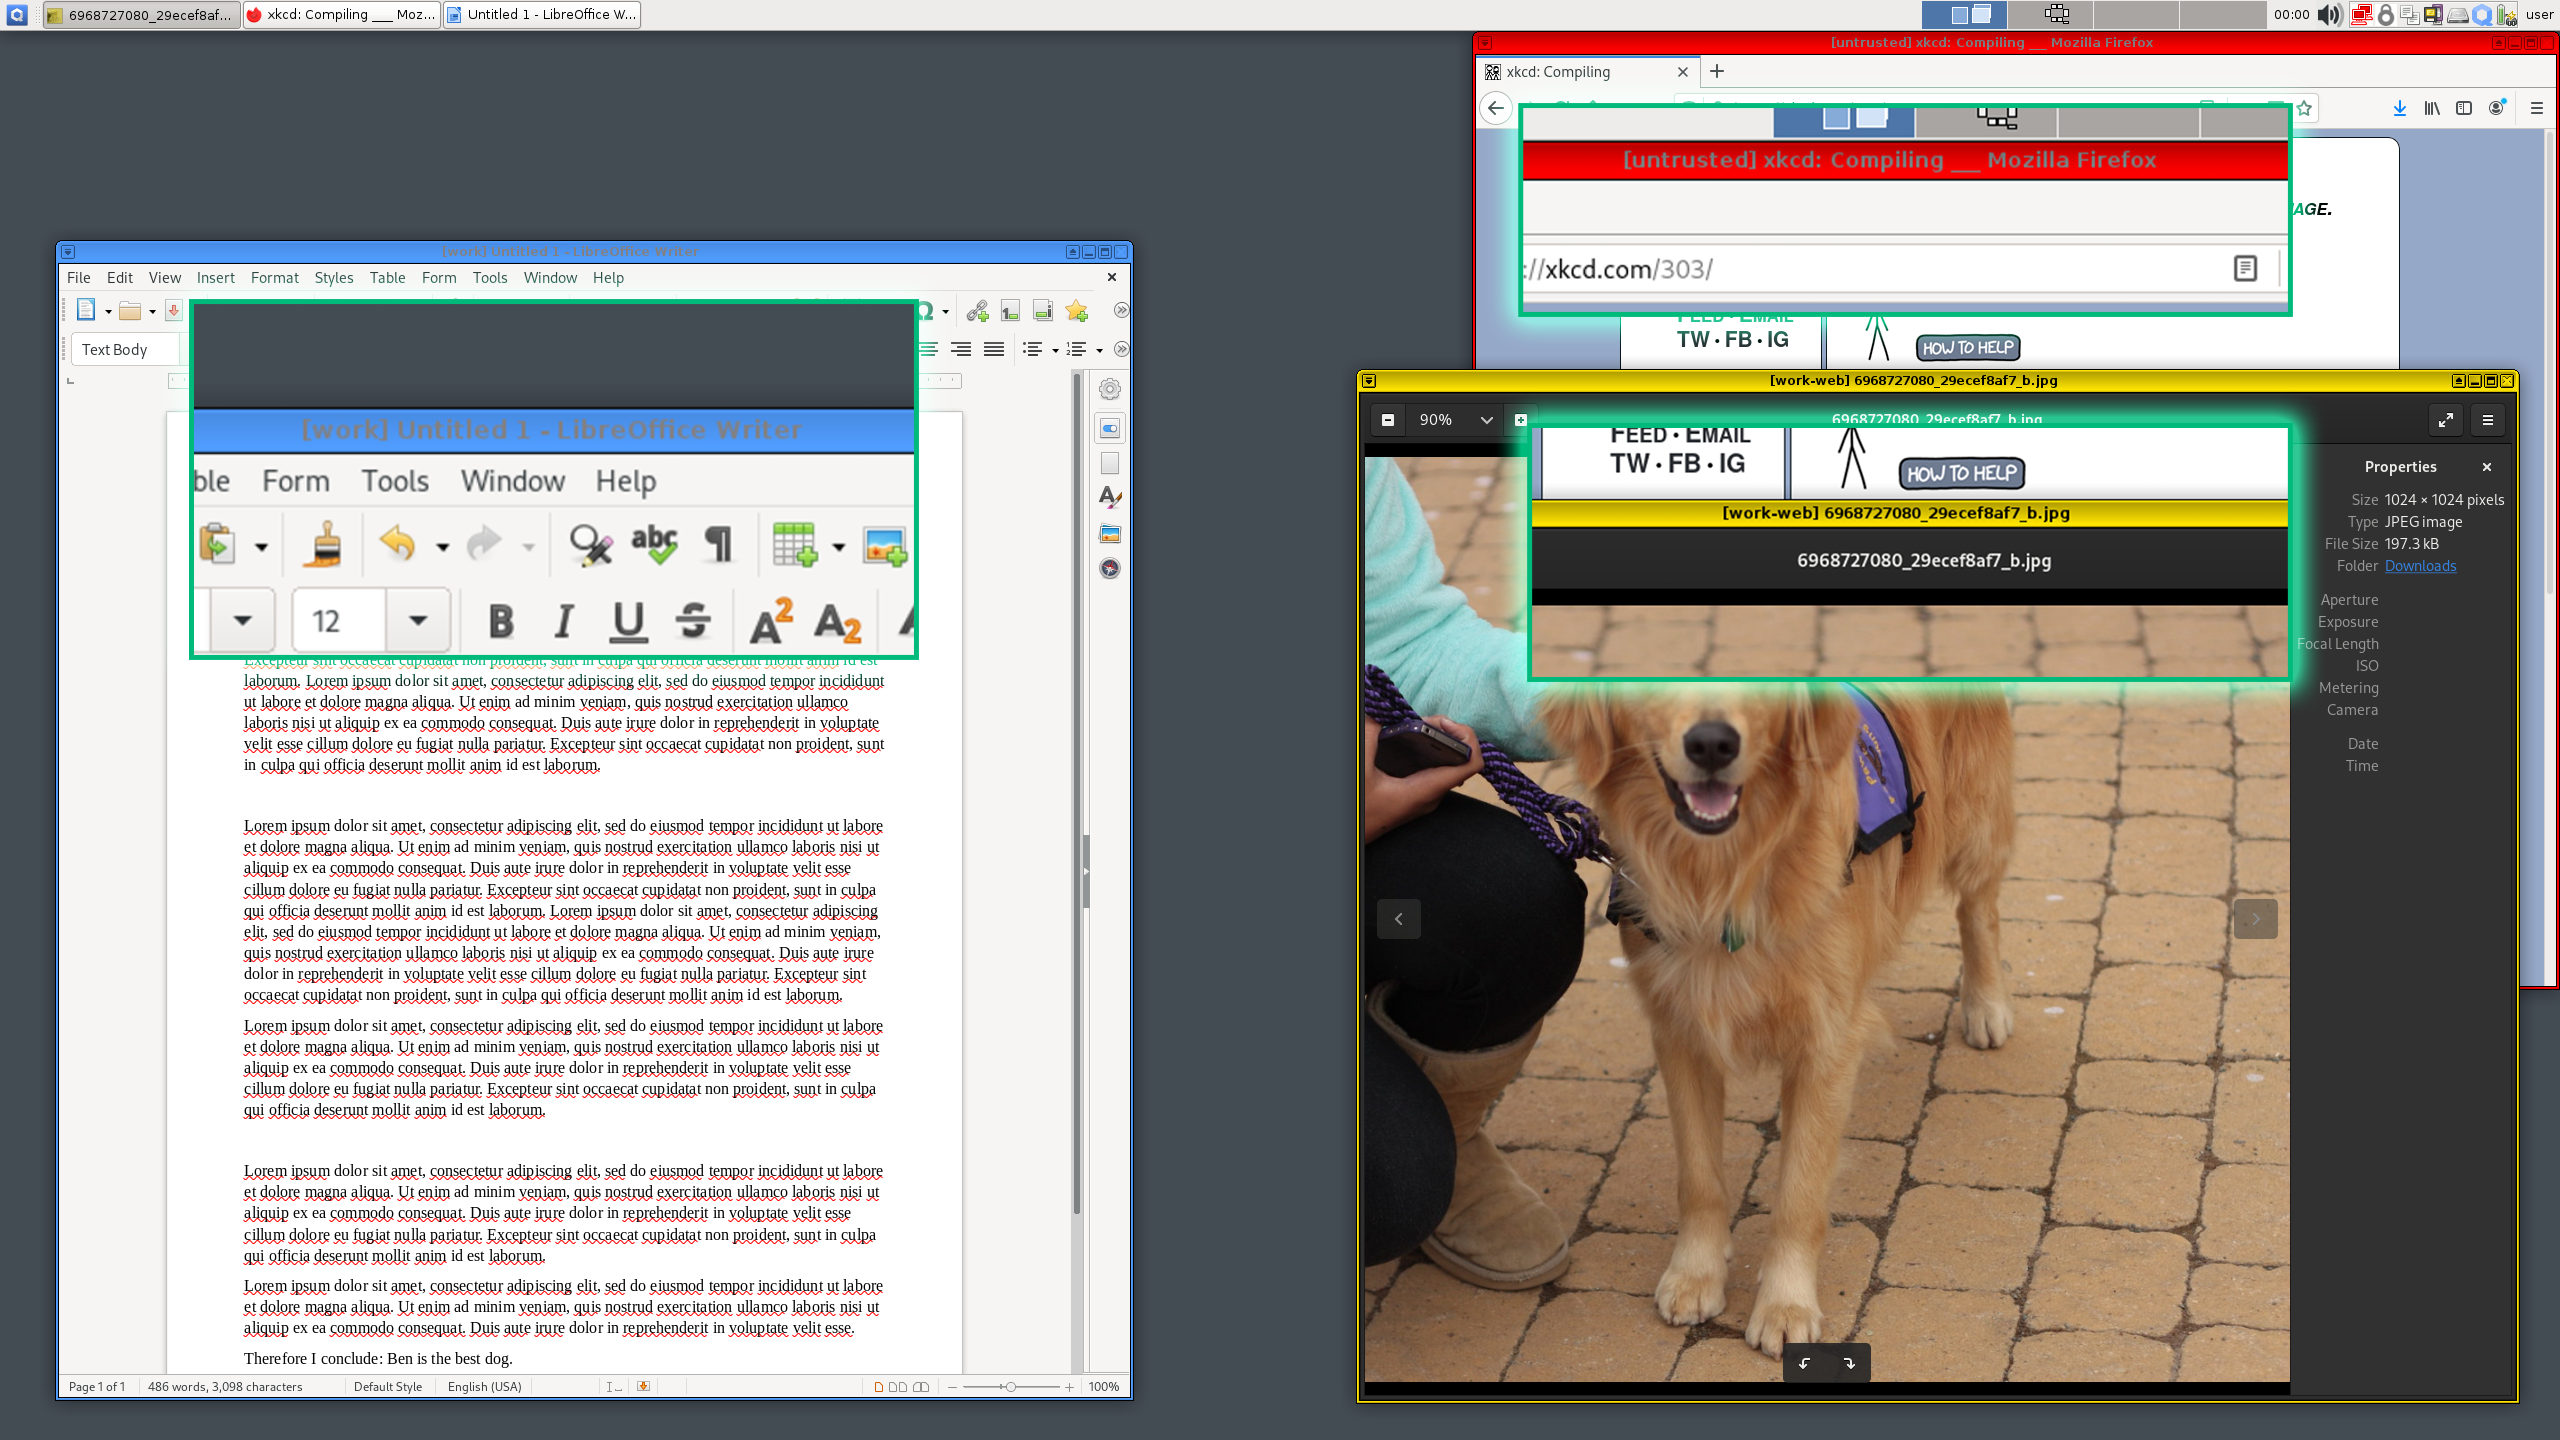 6968727080_29ecef8af...
xkcd: Compiling ___ Moz...
Untitled 1 - LibreOffice W...
00:00
user
[untrusted] xkcd: Compiling ___ Mozilla Firefox
xkcd: Compiling
[untrusted] xkcd: Compiling ___ Mozilla Firefox
://xkcd.com/303/
AGE.
FEED • EMAIL
TW • FB • IG
HOW TO HELP
[work] Untitled 1 - LibreOffice Writer
File Edit View Insert Format Styles Table Form Tools Window Help
Text Body
[work] Untitled 1 - LibreOffice Writer
ble Form Tools Window Help
abc
12 B I U S A2 A2
Excepteur sint occaecat cupidatat non proident, sunt in culpa qui officia deserunt mollit anim id est
laborum. Lorem ipsum dolor sit amet, consectetur adipiscing elit, sed do eiusmod tempor incididunt
ut labore et dolore magna aliqua. Ut enim ad minim veniam, quis nostrud exercitation ullamco
laboris nisi ut aliquip ex ea commodo consequat. Duis aute irure dolor in reprehenderit in voluptate
velit esse cillum dolore eu fugiat nulla pariatur. Excepteur sint occaecat cupidatat non proident, sunt
in culpa qui officia deserunt mollit anim id est laborum.
Lorem ipsum dolor sit amet, consectetur adipiscing elit, sed do eiusmod tempor incididunt ut labore
et dolore magna aliqua. Ut enim ad minim veniam, quis nostrud exercitation ullamco laboris nisi ut
aliquip ex ea commodo consequat. Duis aute irure dolor in reprehenderit in voluptate velit esse
cillum dolore eu fugiat nulla pariatur. Excepteur sint occaecat cupidatat non proident, sunt in culpa
qui officia deserunt mollit anim id est laborum. Lorem ipsum dolor sit amet, consectetur adipiscing
elit, sed do eiusmod tempor incididunt ut labore et dolore magna aliqua. Ut enim ad minim veniam,
quis nostrud exercitation ullamco laboris nisi ut aliquip ex ea commodo consequat. Duis aute irure
dolor in reprehenderit in voluptate velit esse cillum dolore eu fugiat nulla pariatur. Excepteur sint
occaecat cupidatat non proident, sunt in culpa qui officia deserunt mollit anim id est laborum.
Lorem ipsum dolor sit amet, consectetur adipiscing elit, sed do eiusmod tempor incididunt ut labore
et dolore magna aliqua. Ut enim ad minim veniam, quis nostrud exercitation ullamco laboris nisi ut
aliquip ex ea commodo consequat. Duis aute irure dolor in reprehenderit in voluptate velit esse
cillum dolore eu fugiat nulla pariatur. Excepteur sint occaecat cupidatat non proident, sunt in culpa
qui officia deserunt mollit anim id est laborum.
Lorem ipsum dolor sit amet, consectetur adipiscing elit, sed do eiusmod tempor incididunt ut labore
et dolore magna aliqua. Ut enim ad minim veniam, quis nostrud exercitation ullamco laboris nisi ut
aliquip ex ea commodo consequat. Duis aute irure dolor in reprehenderit in voluptate velit esse
cillum dolore eu fugiat nulla pariatur. Excepteur sint occaecat cupidatat non proident, sunt in culpa
qui officia deserunt mollit anim id est laborum.
Lorem ipsum dolor sit amet, consectetur adipiscing elit, sed do eiusmod tempor incididunt ut labore
et dolore magna aliqua. Ut enim ad minim veniam, quis nostrud exercitation ullamco laboris nisi ut
aliquip ex ea commodo consequat. Duis aute irure dolor in reprehenderit in voluptate velit esse.
Therefore I conclude: Ben is the best dog.
Page 1 of 1 486 words, 3,098 characters Default Style English (USA) 100%
[work-web] 6968727080_29ecef8af7_b.jpg
90%
6968727080_29ecef8af7_b.jpg
FEED • EMAIL
TW • FB • IG
HOW TO HELP
[work-web] 6968727080_29ecef8af7_b.jpg
6968727080_29ecef8af7_b.jpg
Properties
Size 1024 × 1024 pixels
Type JPEG image
File Size 197.3 kB
Folder Downloads
Aperture
Exposure
Focal Length
ISO
Metering
Camera
Date
Time